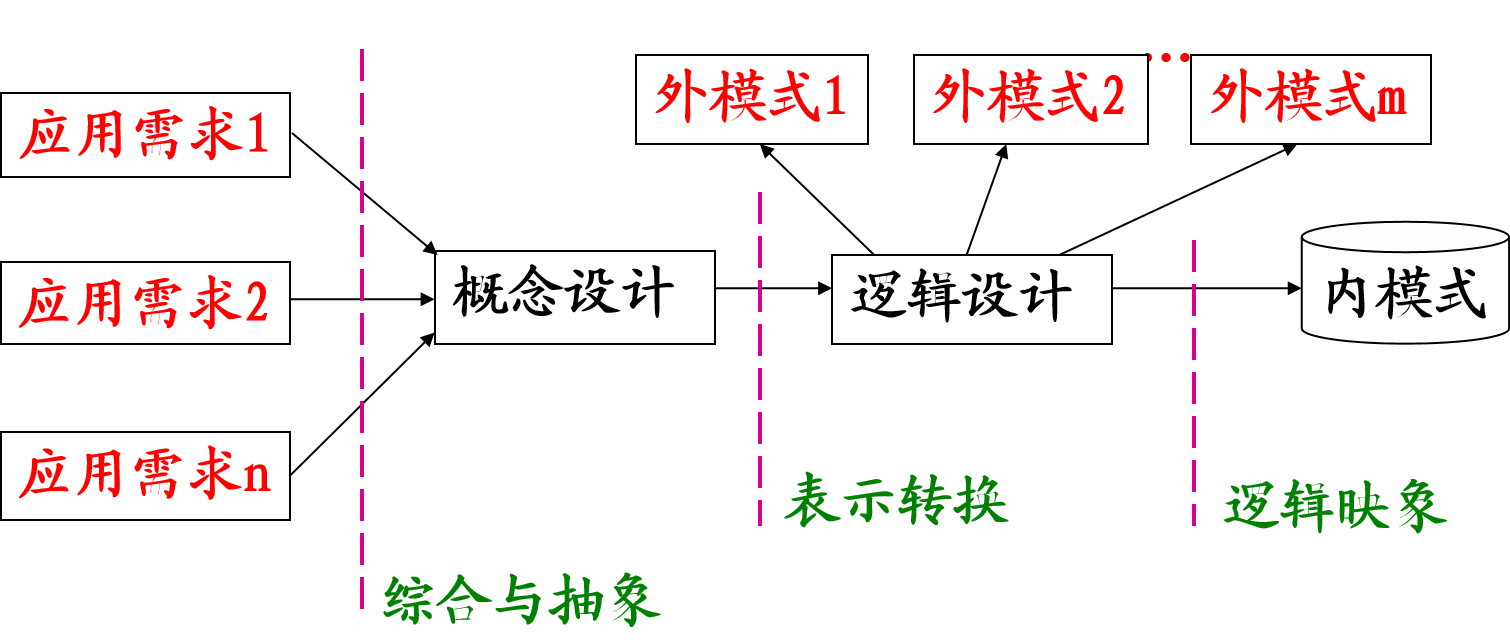 外模式1
外模式2
•••
外模式m
应用需求1
应用需求2
应用需求n
概念设计
逻辑设计
内模式
综合与抽象
表示转换
逻辑映象